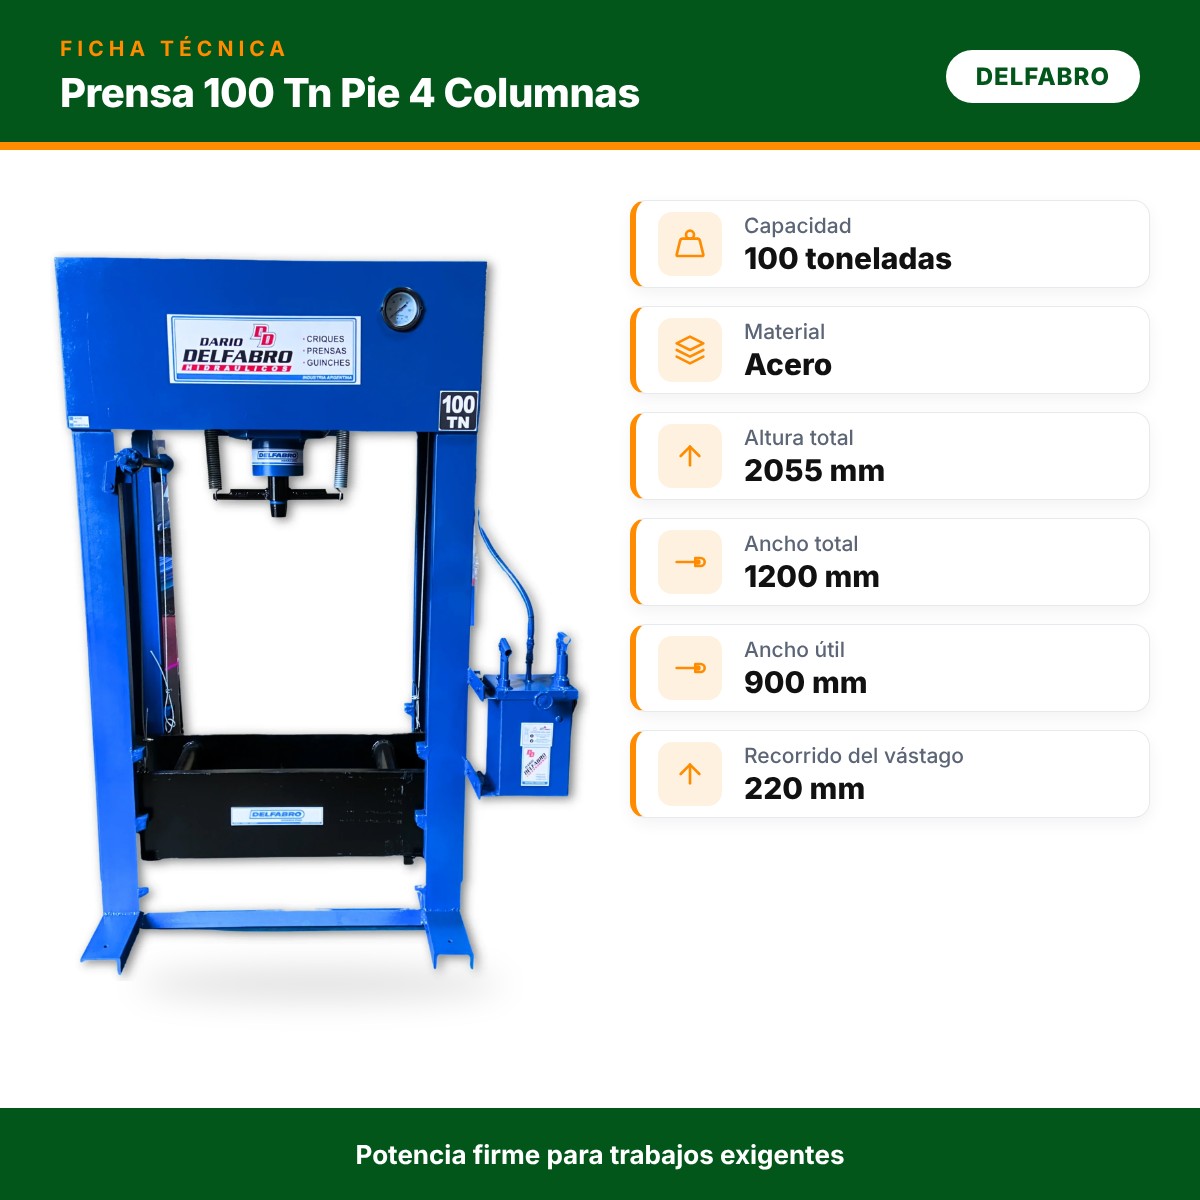 FICHA TÉCNICA
Prensa 100 Tn Pie 4 Columnas
DELFABRO
DARIO
DELFABRO
HIDRAULICOS
· CRIQUES
· PRENSAS
· GUINCHES
INDUSTRIA ARGENTINA
100
TN
DELFABRO
DELFABRO
Capacidad
100 toneladas
Material
Acero
Altura total
2055 mm
Ancho total
1200 mm
Ancho útil
900 mm
Recorrido del vástago
220 mm
Potencia firme para trabajos exigentes